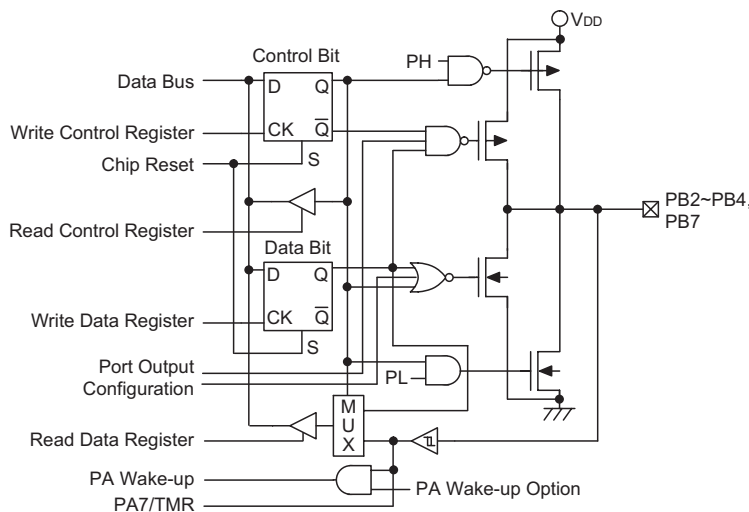 VDD
Control Bit
PH
Data Bus
D Q
Write Control Register
CK Q
Chip Reset
S
PB2~PB4,
PB7
Read Control Register
Data Bit
D Q
Write Data Register
CK Q
S
Port Output
Configuration
PL
M
U
X
Read Data Register
PA Wake-up
PA Wake-up Option
PA7/TMR